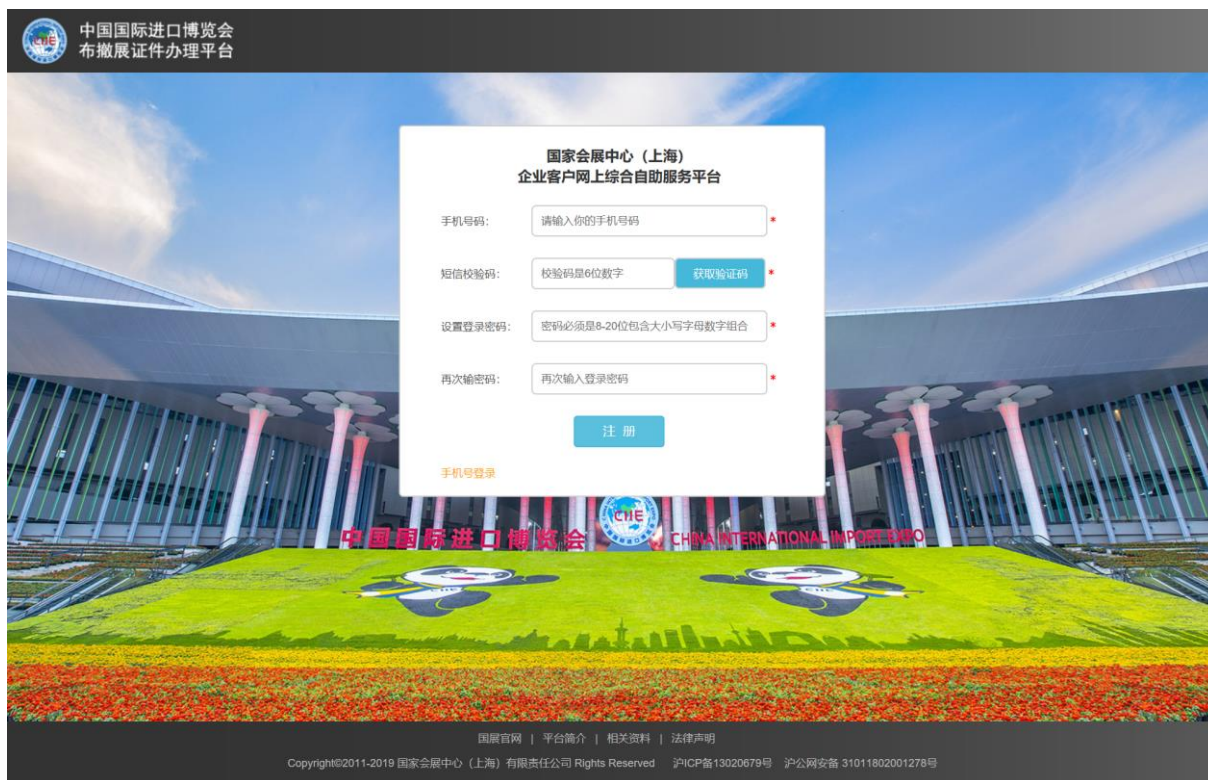 CIIE
中国国际进口博览会
布撤展证件办理平台
国家会展中心（上海）
企业客户网上综合自助服务平台
手机号码: 请输入你的手机号码 *
短信校验码: 校验码是6位数字 获取验证码 *
设置登录密码: 密码必须是8-20位包含大小写字母数字组合 *
再次输密码: 再次输入登录密码 *
注 册
手机号登录
中国国际进口博览会 CIIE CHINA INTERNATIONAL IMPORT EXPO
国展官网 | 平台简介 | 相关资料 | 法律声明
Copyright©2011-2019 国家会展中心（上海）有限责任公司 Rights Reserved 沪ICP备13020679号 沪公网安备 31011802001278号